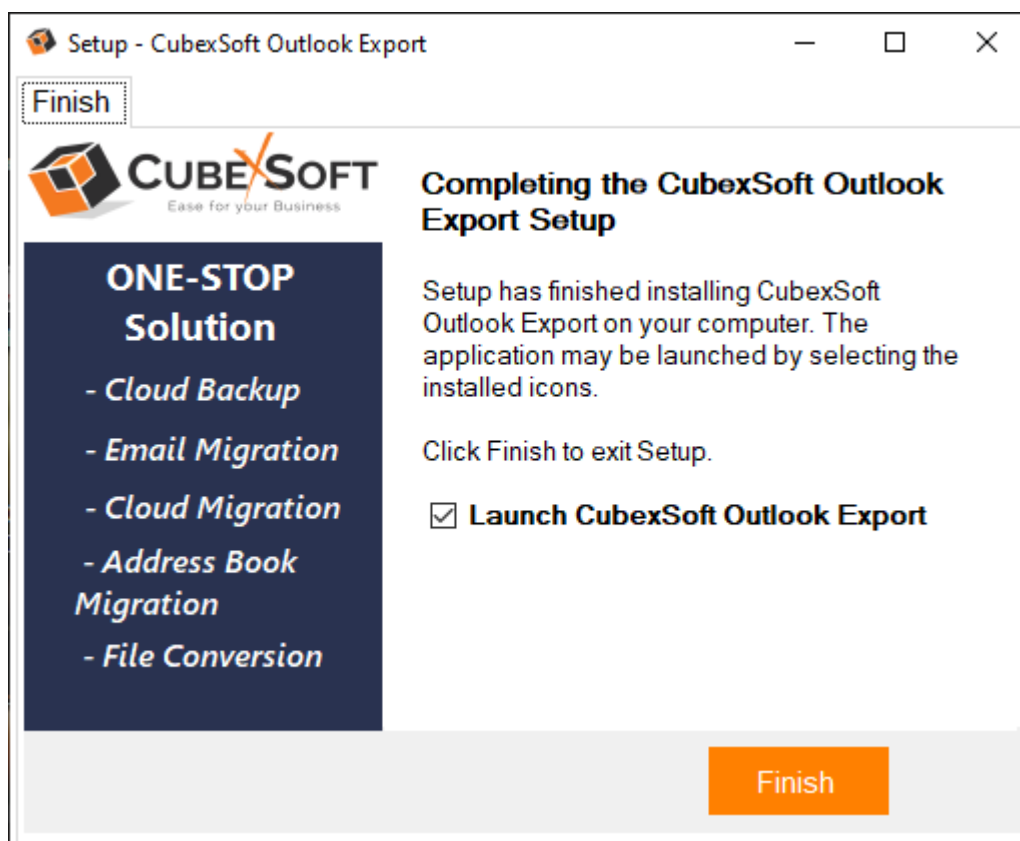 Setup - CubexSoft Outlook Export
Finish
CUBEXSOFT
Ease for your Business
ONE-STOP
Solution
- Cloud Backup
- Email Migration
- Cloud Migration
- Address Book
Migration
- File Conversion
Completing the CubexSoft Outlook
Export Setup
Setup has finished installing CubexSoft
Outlook Export on your computer. The
application may be launched by selecting the
installed icons.
Click Finish to exit Setup.
Launch CubexSoft Outlook Export
Finish